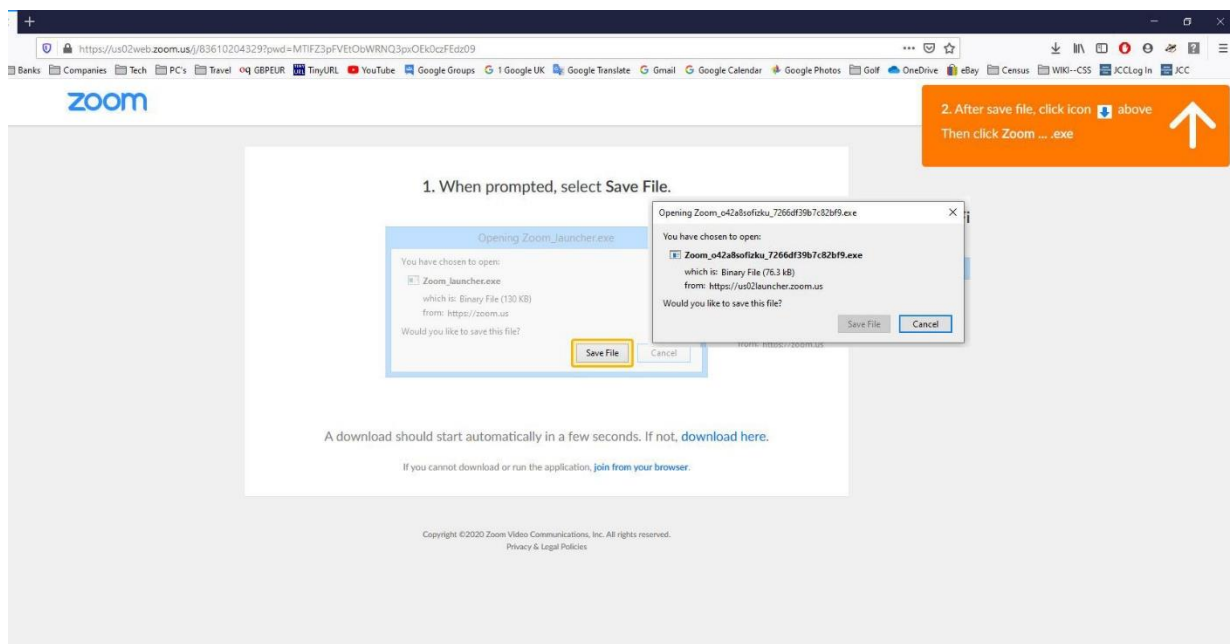 https://us02web.zoom.us/j/83610204329?pwd=MTlFZ3pFVEtObWRNQ3pxOEk0czFEdz09
Banks Companies Tech PC's Travel GBPEUR TinyURL YouTube Google Groups 1 Google UK Google Translate Gmail Google Calendar Google Photos Golf OneDrive eBay Census WIKI--CSS JCCLog In JCC
zoom
2. After save file, click icon above
Then click Zoom ... .exe
1. When prompted, select Save File.
Opening Zoom_launcher.exe
You have chosen to open:
Zoom_launcher.exe
which is: Binary File (130 KB)
from: https://zoom.us
Would you like to save this file?
Save File Cancel
Opening Zoom_o42a8sofizku_7266df39b7c82bf9.exe
You have chosen to open:
Zoom_o42a8sofizku_7266df39b7c82bf9.exe
which is: Binary File (76.3 kB)
from: https://us02launcher.zoom.us
Would you like to save this file?
Save File Cancel
from: https://zoom.us
A download should start automatically in a few seconds. If not, download here.
If you cannot download or run the application, join from your browser.
Copyright ©2020 Zoom Video Communications, Inc. All rights reserved.
Privacy & Legal Policies